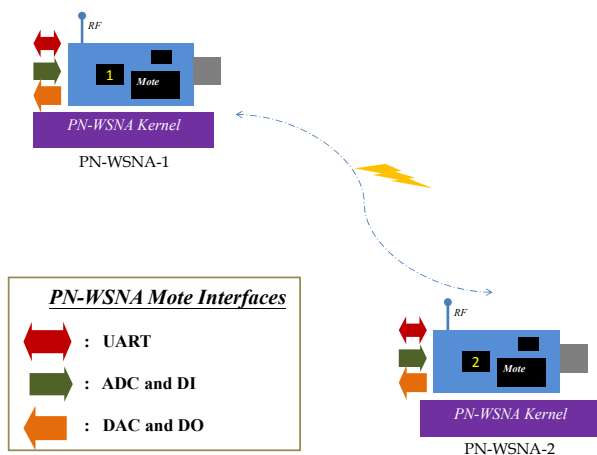 RF
1
Mote
PN-WSNA Kernel
PN-WSNA-1
PN-WSNA Mote Interfaces
: UART
: ADC and DI
: DAC and DO
RF
2
Mote
PN-WSNA Kernel
PN-WSNA-2